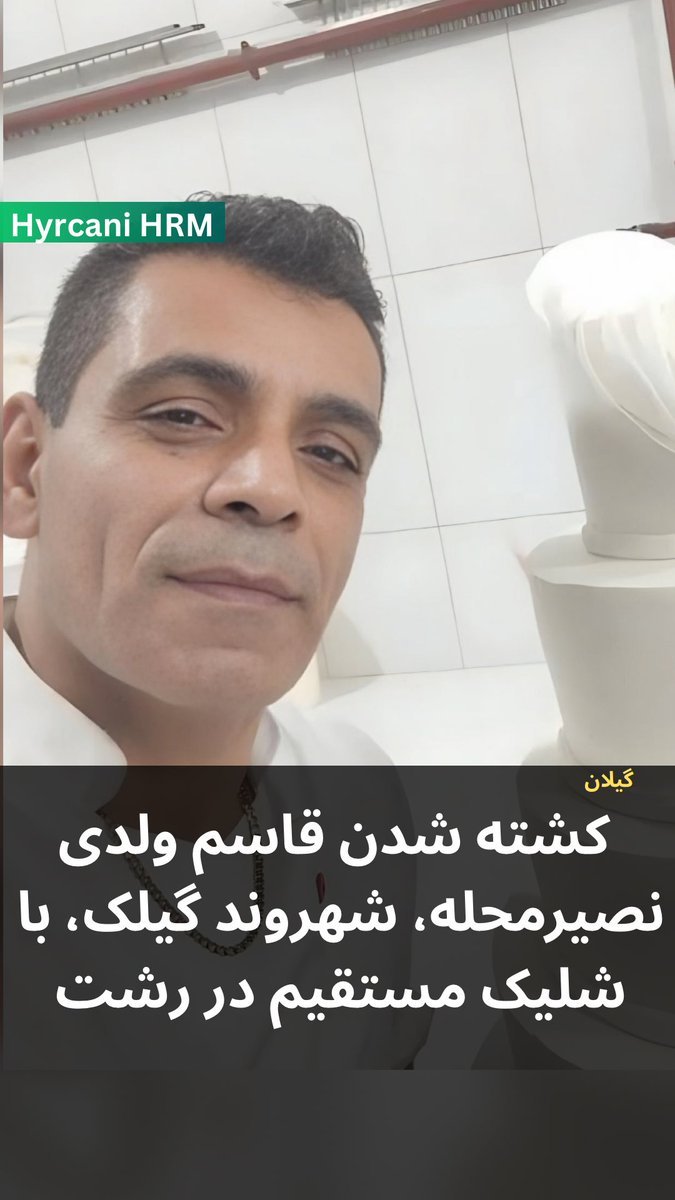 Hyrcani HRM
گیلان
کشته شدن قاسم ولدی
نصیرمحله، شهروند گیلک، با
شلیک مستقیم در رشت